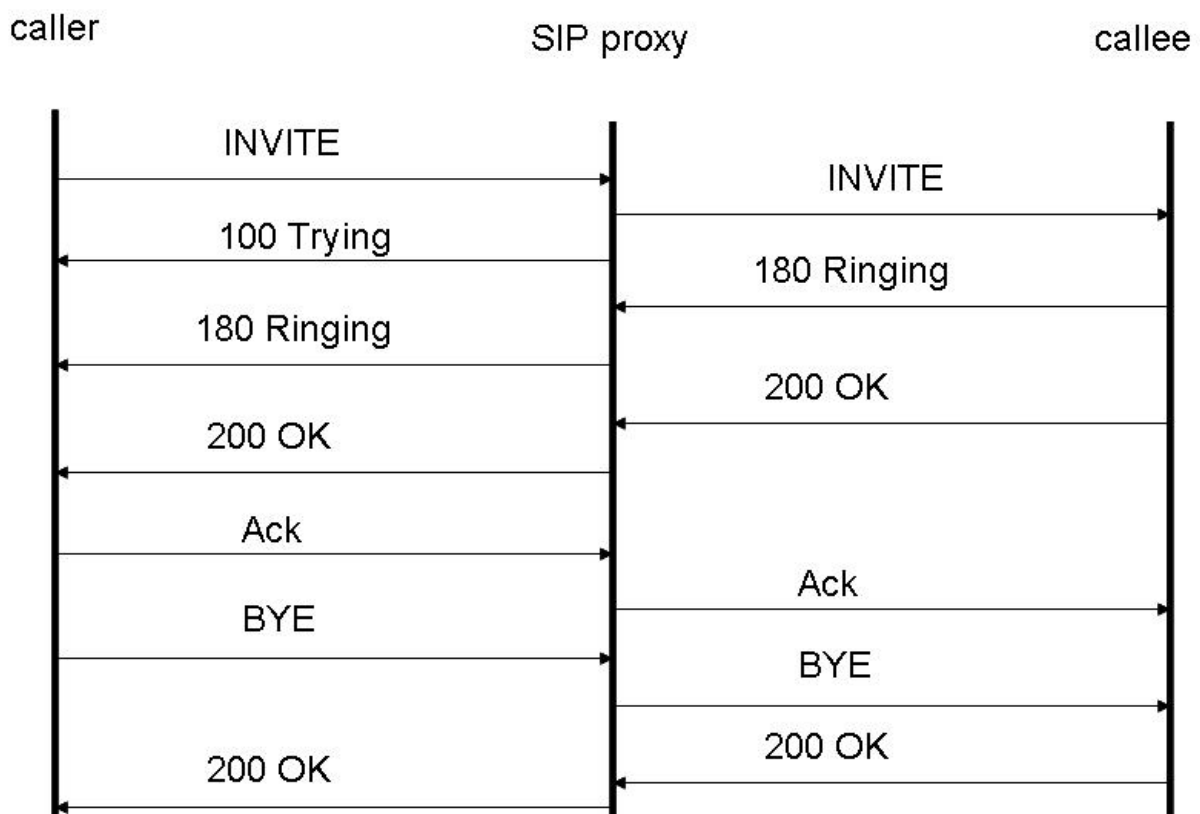 caller
SIP proxy
callee
INVITE
INVITE
100 Trying
180 Ringing
180 Ringing
200 OK
200 OK
Ack
Ack
BYE
BYE
200 OK
200 OK